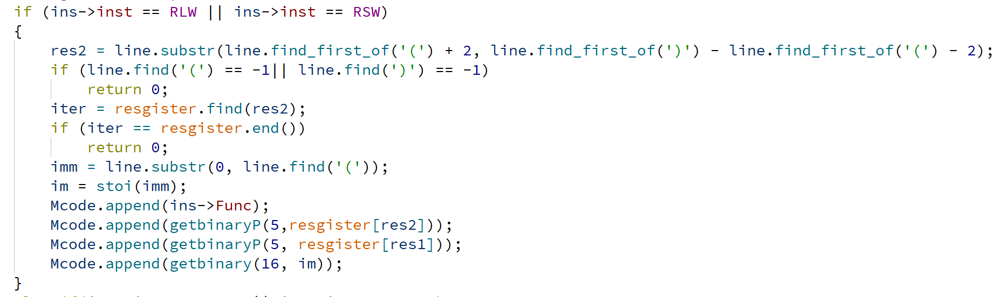 if (ins->inst == RLW || ins->inst == RSW)
{
    res2 = line.substr(line.find_first_of('(') + 2, line.find_first_of(')') - line.find_first_of('(') - 2);
    if (line.find('(') == -1|| line.find(')') == -1)
        return 0;
    iter = resgister.find(res2);
    if (iter == resgister.end())
        return 0;
    imm = line.substr(0, line.find('('));
    im = stoi(imm);
    Mcode.append(ins->Func);
    Mcode.append(getbinaryP(5,resgister[res2]));
    Mcode.append(getbinaryP(5, resgister[res1]));
    Mcode.append(getbinary(16, im));
}